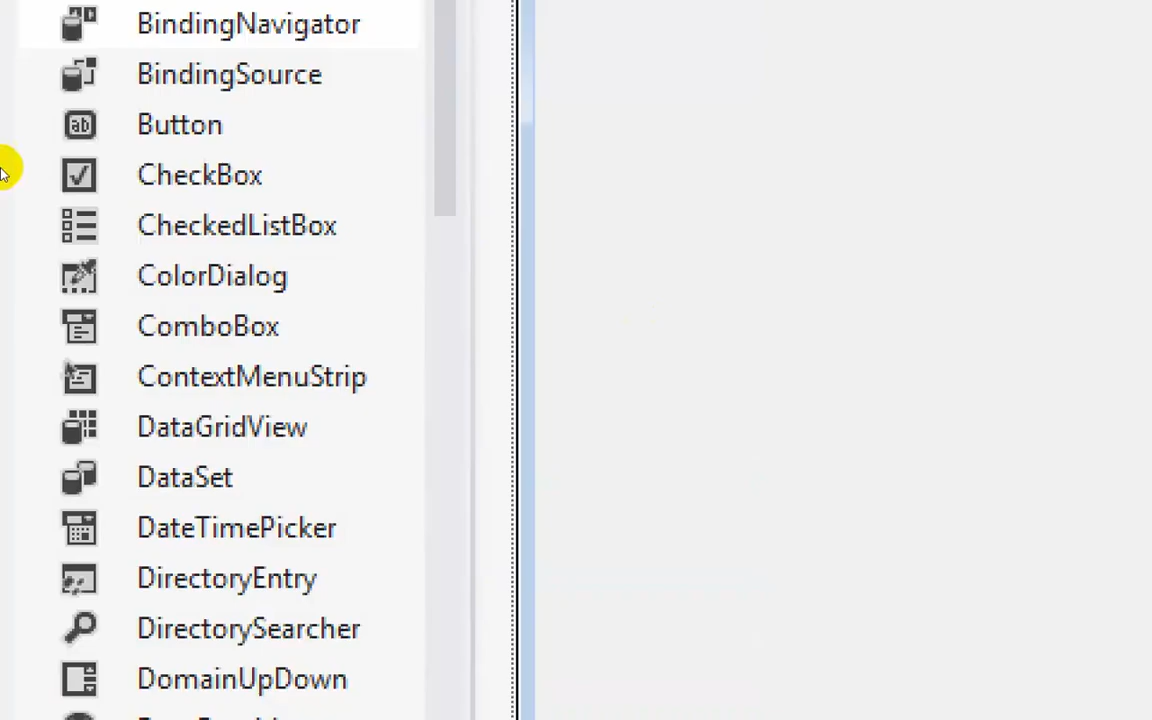 BindingNavigator
BindingSource
Button
CheckBox
CheckedListBox
ColorDialog
ComboBox
ContextMenuStrip
DataGridView
DataSet
DateTimePicker
DirectoryEntry
DirectorySearcher
DomainUpDown